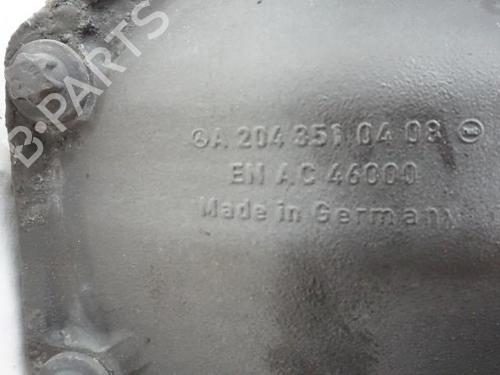 B-PARTS
A 204 351 04 08
EN AC 46000
Made in Germany